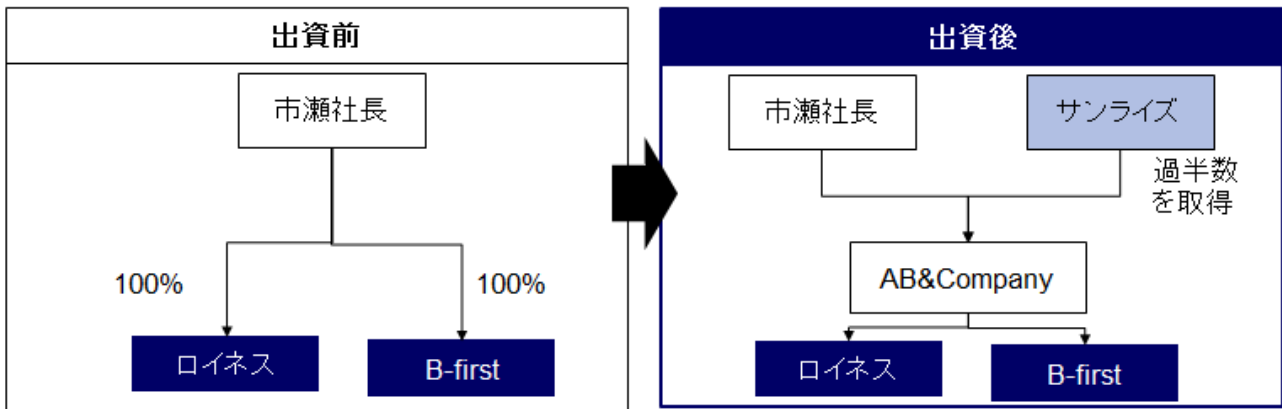 出資前
市瀬社長
100%
100%
ロイネス
B-first
出資後
市瀬社長
サンライズ
過半数
を取得
AB&Company
ロイネス
B-first